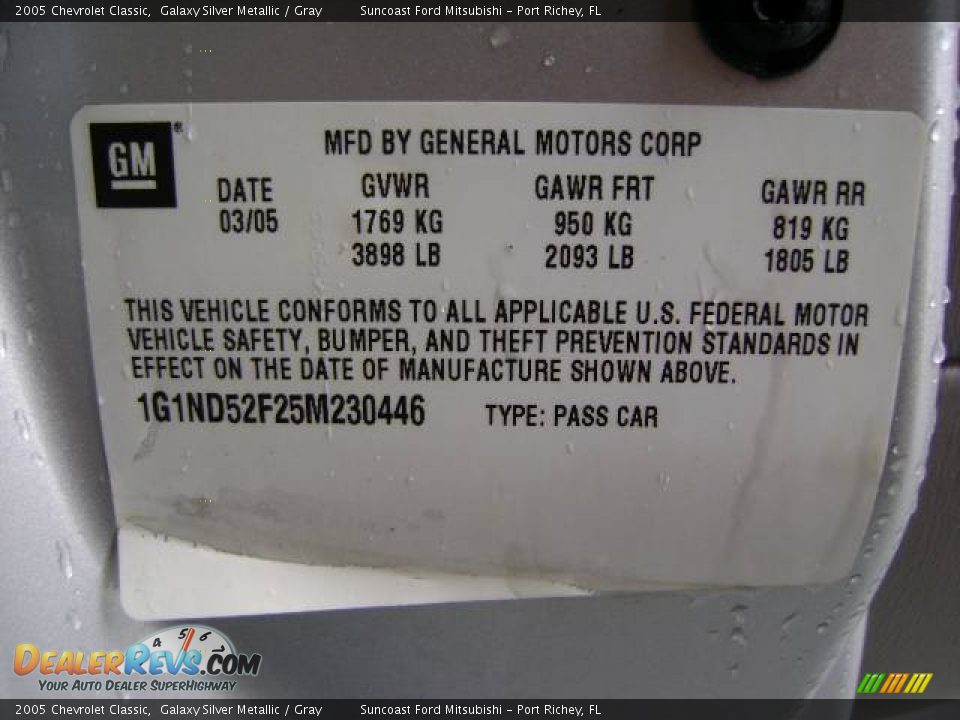 2005 Chevrolet Classic, Galaxy Silver Metallic / Gray Suncoast Ford Mitsubishi - Port Richey, FL
GM®
MFD BY GENERAL MOTORS CORP
DATE GVWR GAWR FRT GAWR RR
03/05 1769 KG 950 KG 819 KG
3898 LB 2093 LB 1805 LB
THIS VEHICLE CONFORMS TO ALL APPLICABLE U.S. FEDERAL MOTOR
VEHICLE SAFETY, BUMPER, AND THEFT PREVENTION STANDARDS IN
EFFECT ON THE DATE OF MANUFACTURE SHOWN ABOVE.
1G1ND52F25M230446 TYPE: PASS CAR
4 5 6
DealerRevs.com
Your Auto Dealer SuperHighway
2005 Chevrolet Classic, Galaxy Silver Metallic / Gray Suncoast Ford Mitsubishi - Port Richey, FL